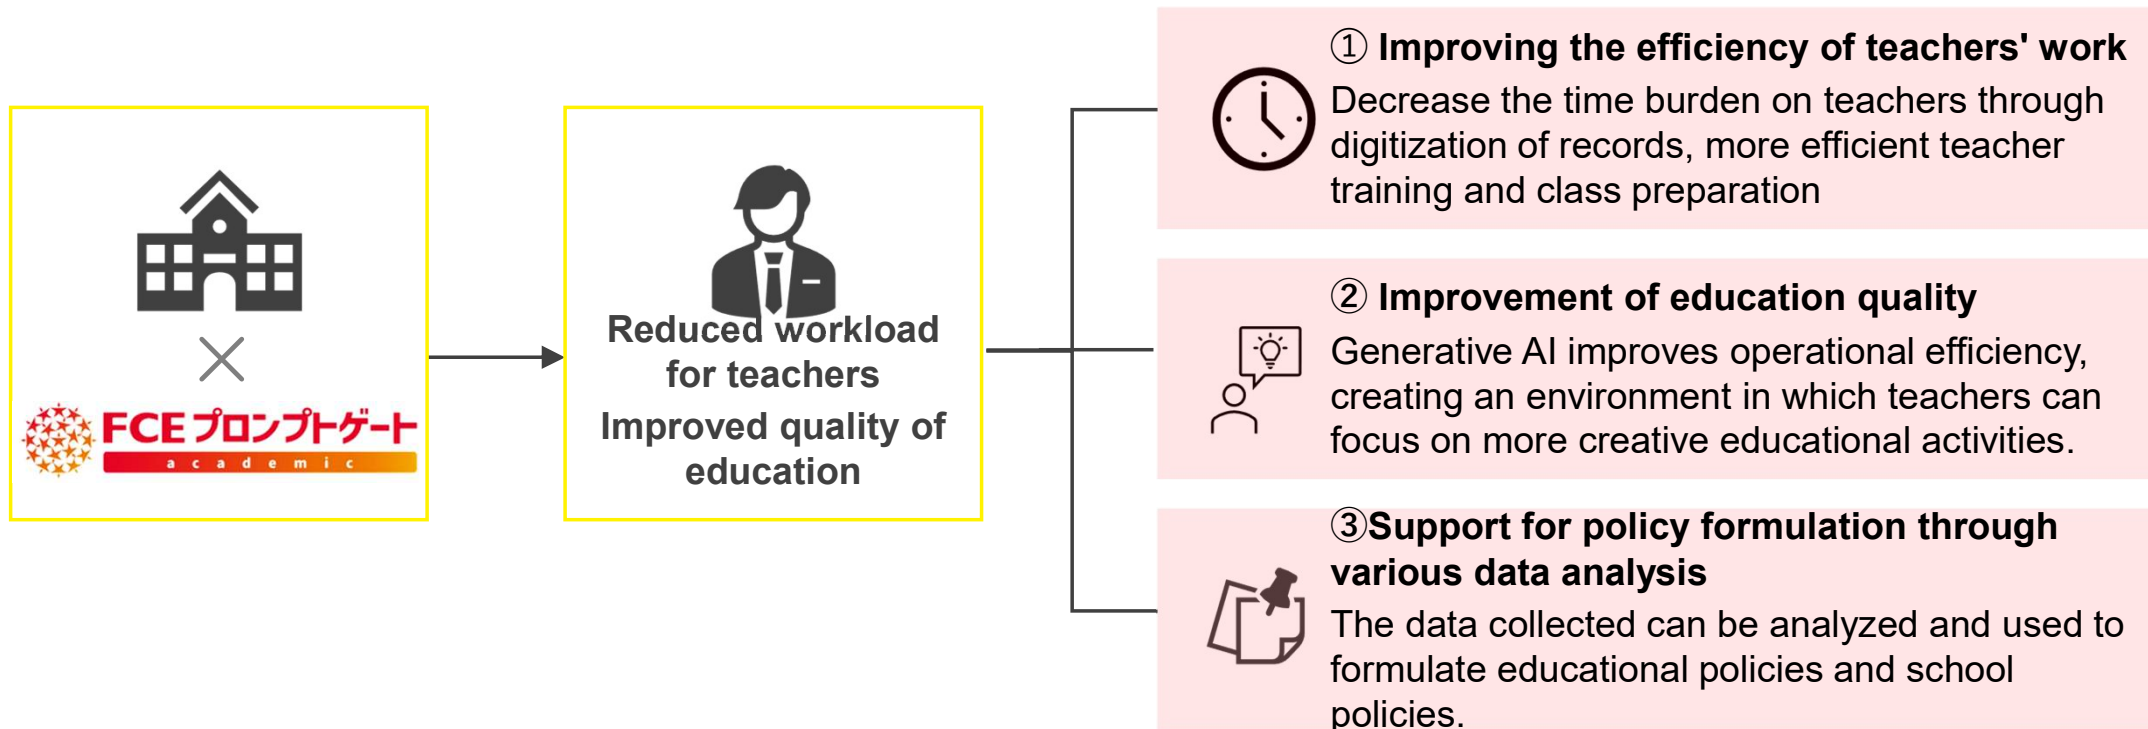 FCE プロンプトゲート
academic
Reduced workload
for teachers
Improved quality of
education
① Improving the efficiency of teachers' work
Decrease the time burden on teachers through
digitization of records, more efficient teacher
training and class preparation
② Improvement of education quality
Generative AI improves operational efficiency,
creating an environment in which teachers can
focus on more creative educational activities.
③Support for policy formulation through
various data analysis
The data collected can be analyzed and used to
formulate educational policies and school
policies.